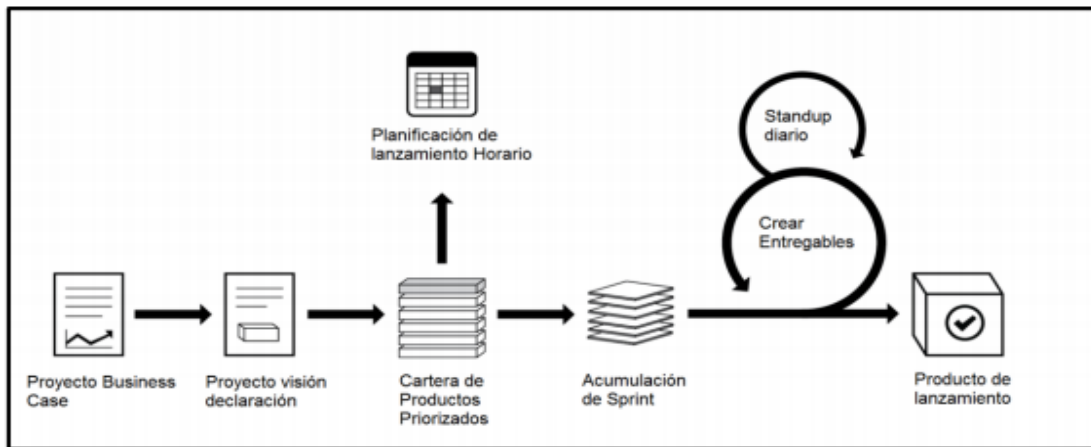 Planificación de
lanzamiento Horario
Standup
diario
Crear
Entregables
Proyecto Business
Case
Proyecto visión
declaración
Cartera de
Productos
Priorizados
Acumulación
de Sprint
Producto de
lanzamiento